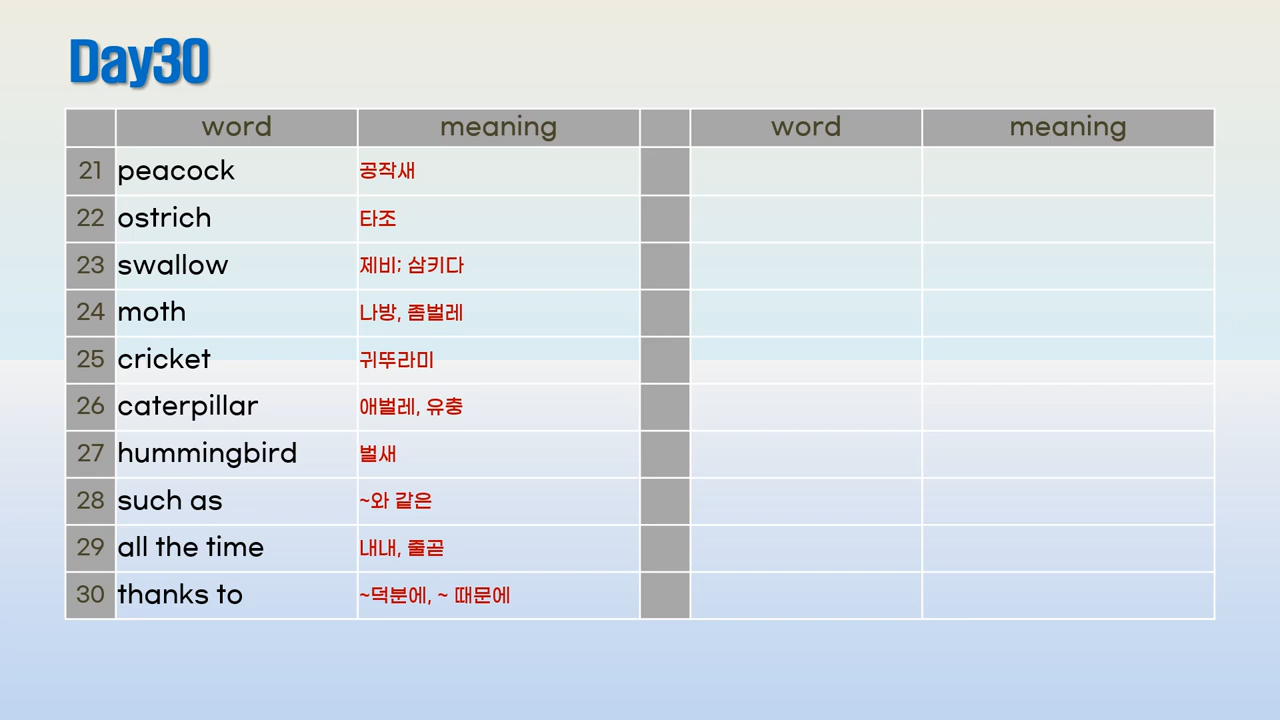 Day30
word meaning word meaning
21 peacock 공작새
22 ostrich 타조
23 swallow 제비; 삼키다
24 moth 나방, 좀벌레
25 cricket 귀뚜라미
26 caterpillar 애벌레, 유충
27 hummingbird 벌새
28 such as ~와 같은
29 all the time 내내, 줄곧
30 thanks to ~덕분에, ~ 때문에